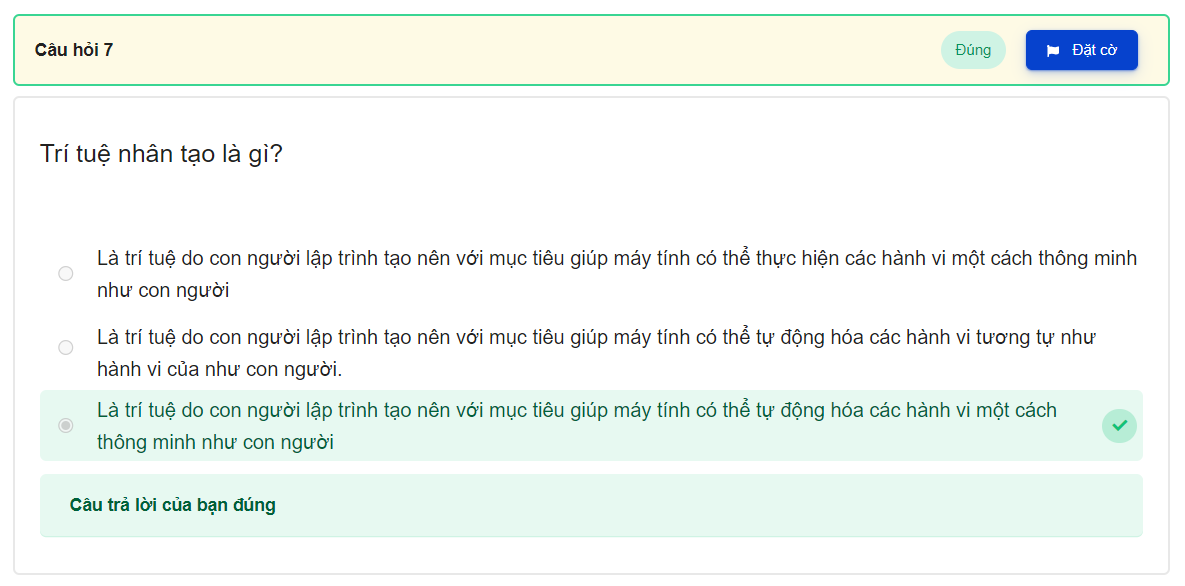 Câu hỏi 7
Đúng
Đặt cờ
Trí tuệ nhân tạo là gì?
Là trí tuệ do con người lập trình tạo nên với mục tiêu giúp máy tính có thể thực hiện các hành vi một cách thông minh
như con người
Là trí tuệ do con người lập trình tạo nên với mục tiêu giúp máy tính có thể tự động hóa các hành vi tương tự như
hành vi của như con người.
Là trí tuệ do con người lập trình tạo nên với mục tiêu giúp máy tính có thể tự động hóa các hành vi một cách
thông minh như con người
Câu trả lời của bạn đúng